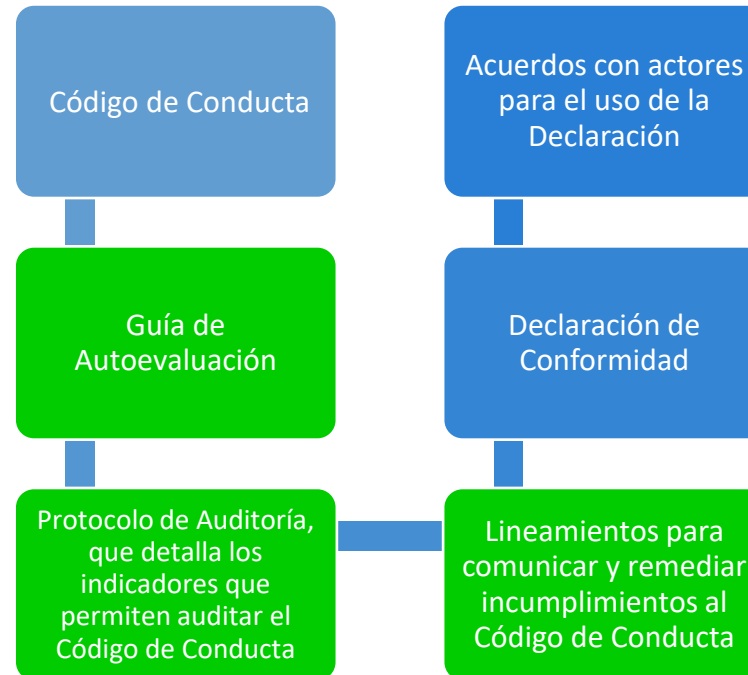 Código de Conducta
Guía de
Autoevaluación
Protocolo de Auditoría,
que detalla los
indicadores que
permiten auditar el
Código de Conducta
Lineamientos para
comunicar y remediar
incumplimientos al
Código de Conducta
Declaración de
Conformidad
Acuerdos con actores
para el uso de la
Declaración